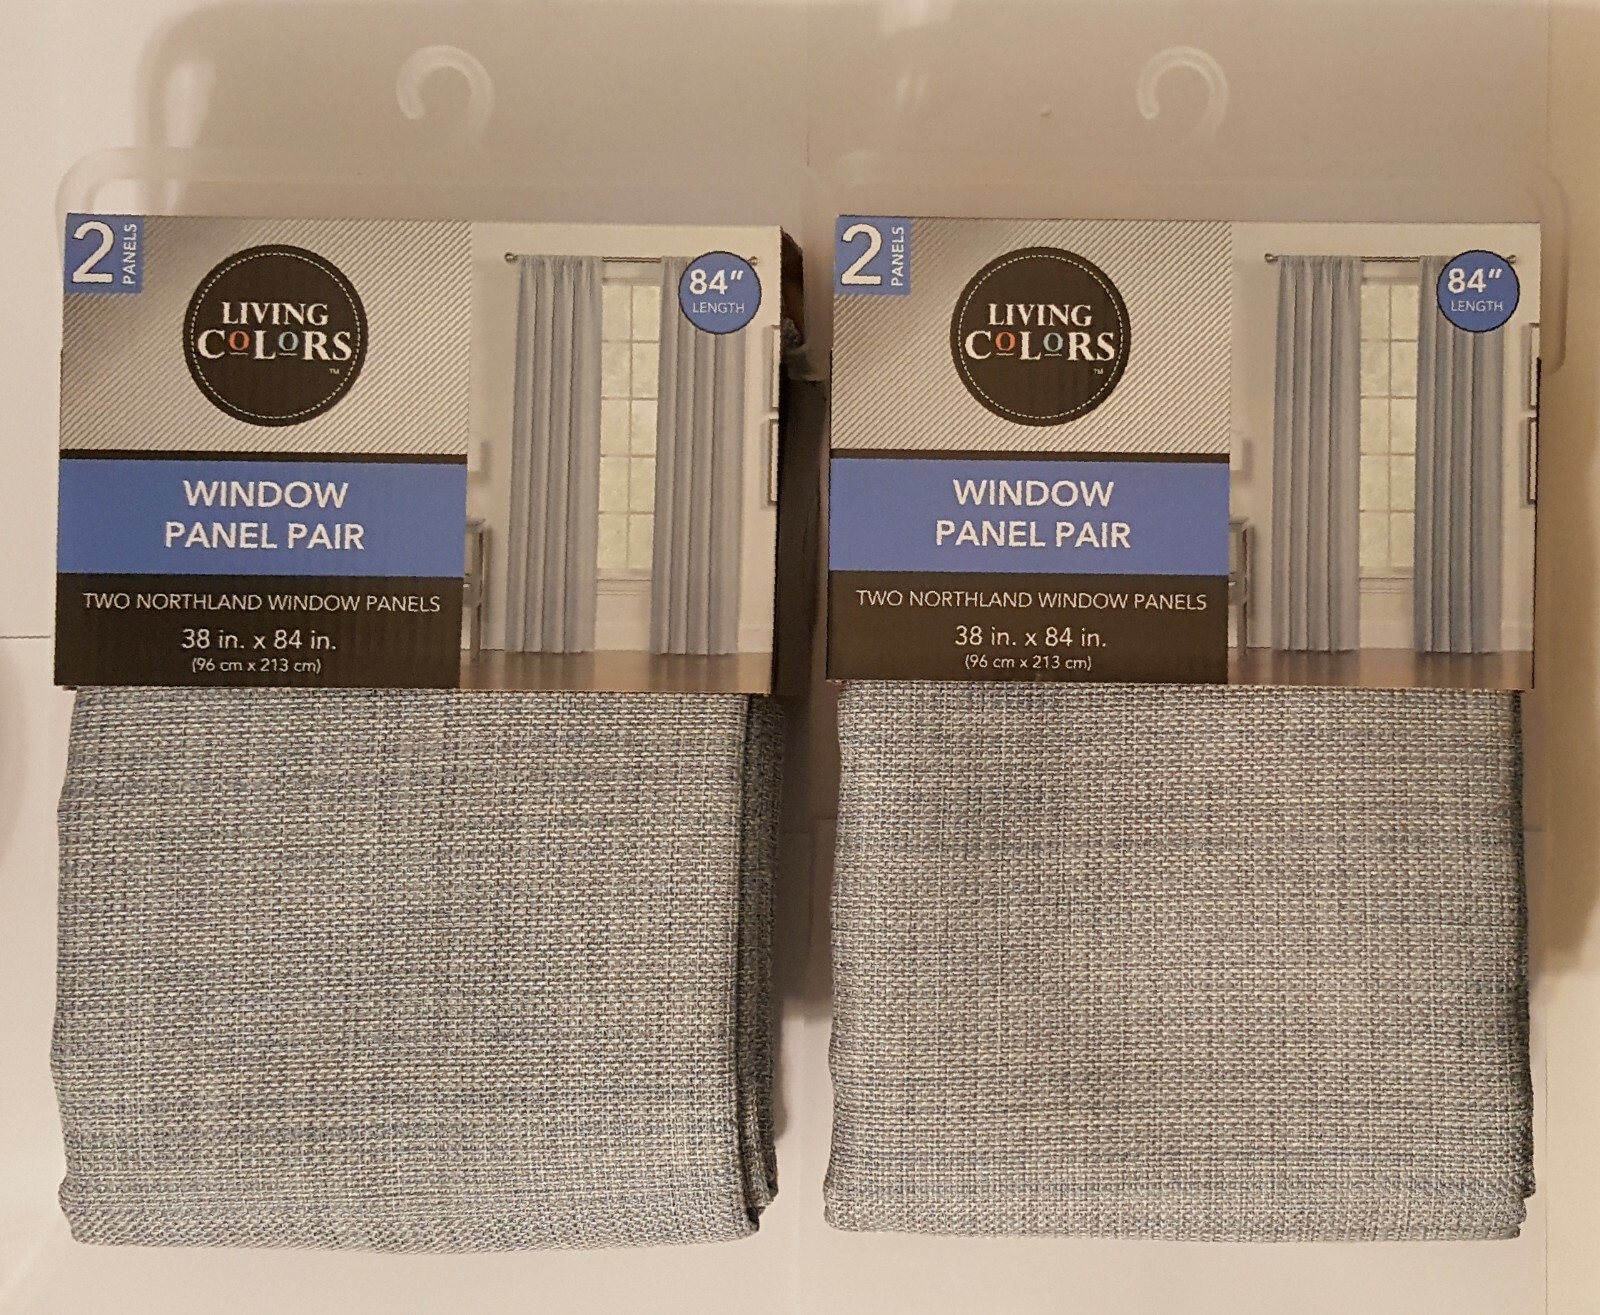 2 PANELS
LIVING
COLORS
TM
84"
LENGTH
WINDOW
PANEL PAIR
TWO NORTHLAND WINDOW PANELS
38 in. x 84 in.
(96 cm x 213 cm)
2 PANELS
LIVING
COLORS
TM
84"
LENGTH
WINDOW
PANEL PAIR
TWO NORTHLAND WINDOW PANELS
38 in. x 84 in.
(96 cm x 213 cm)